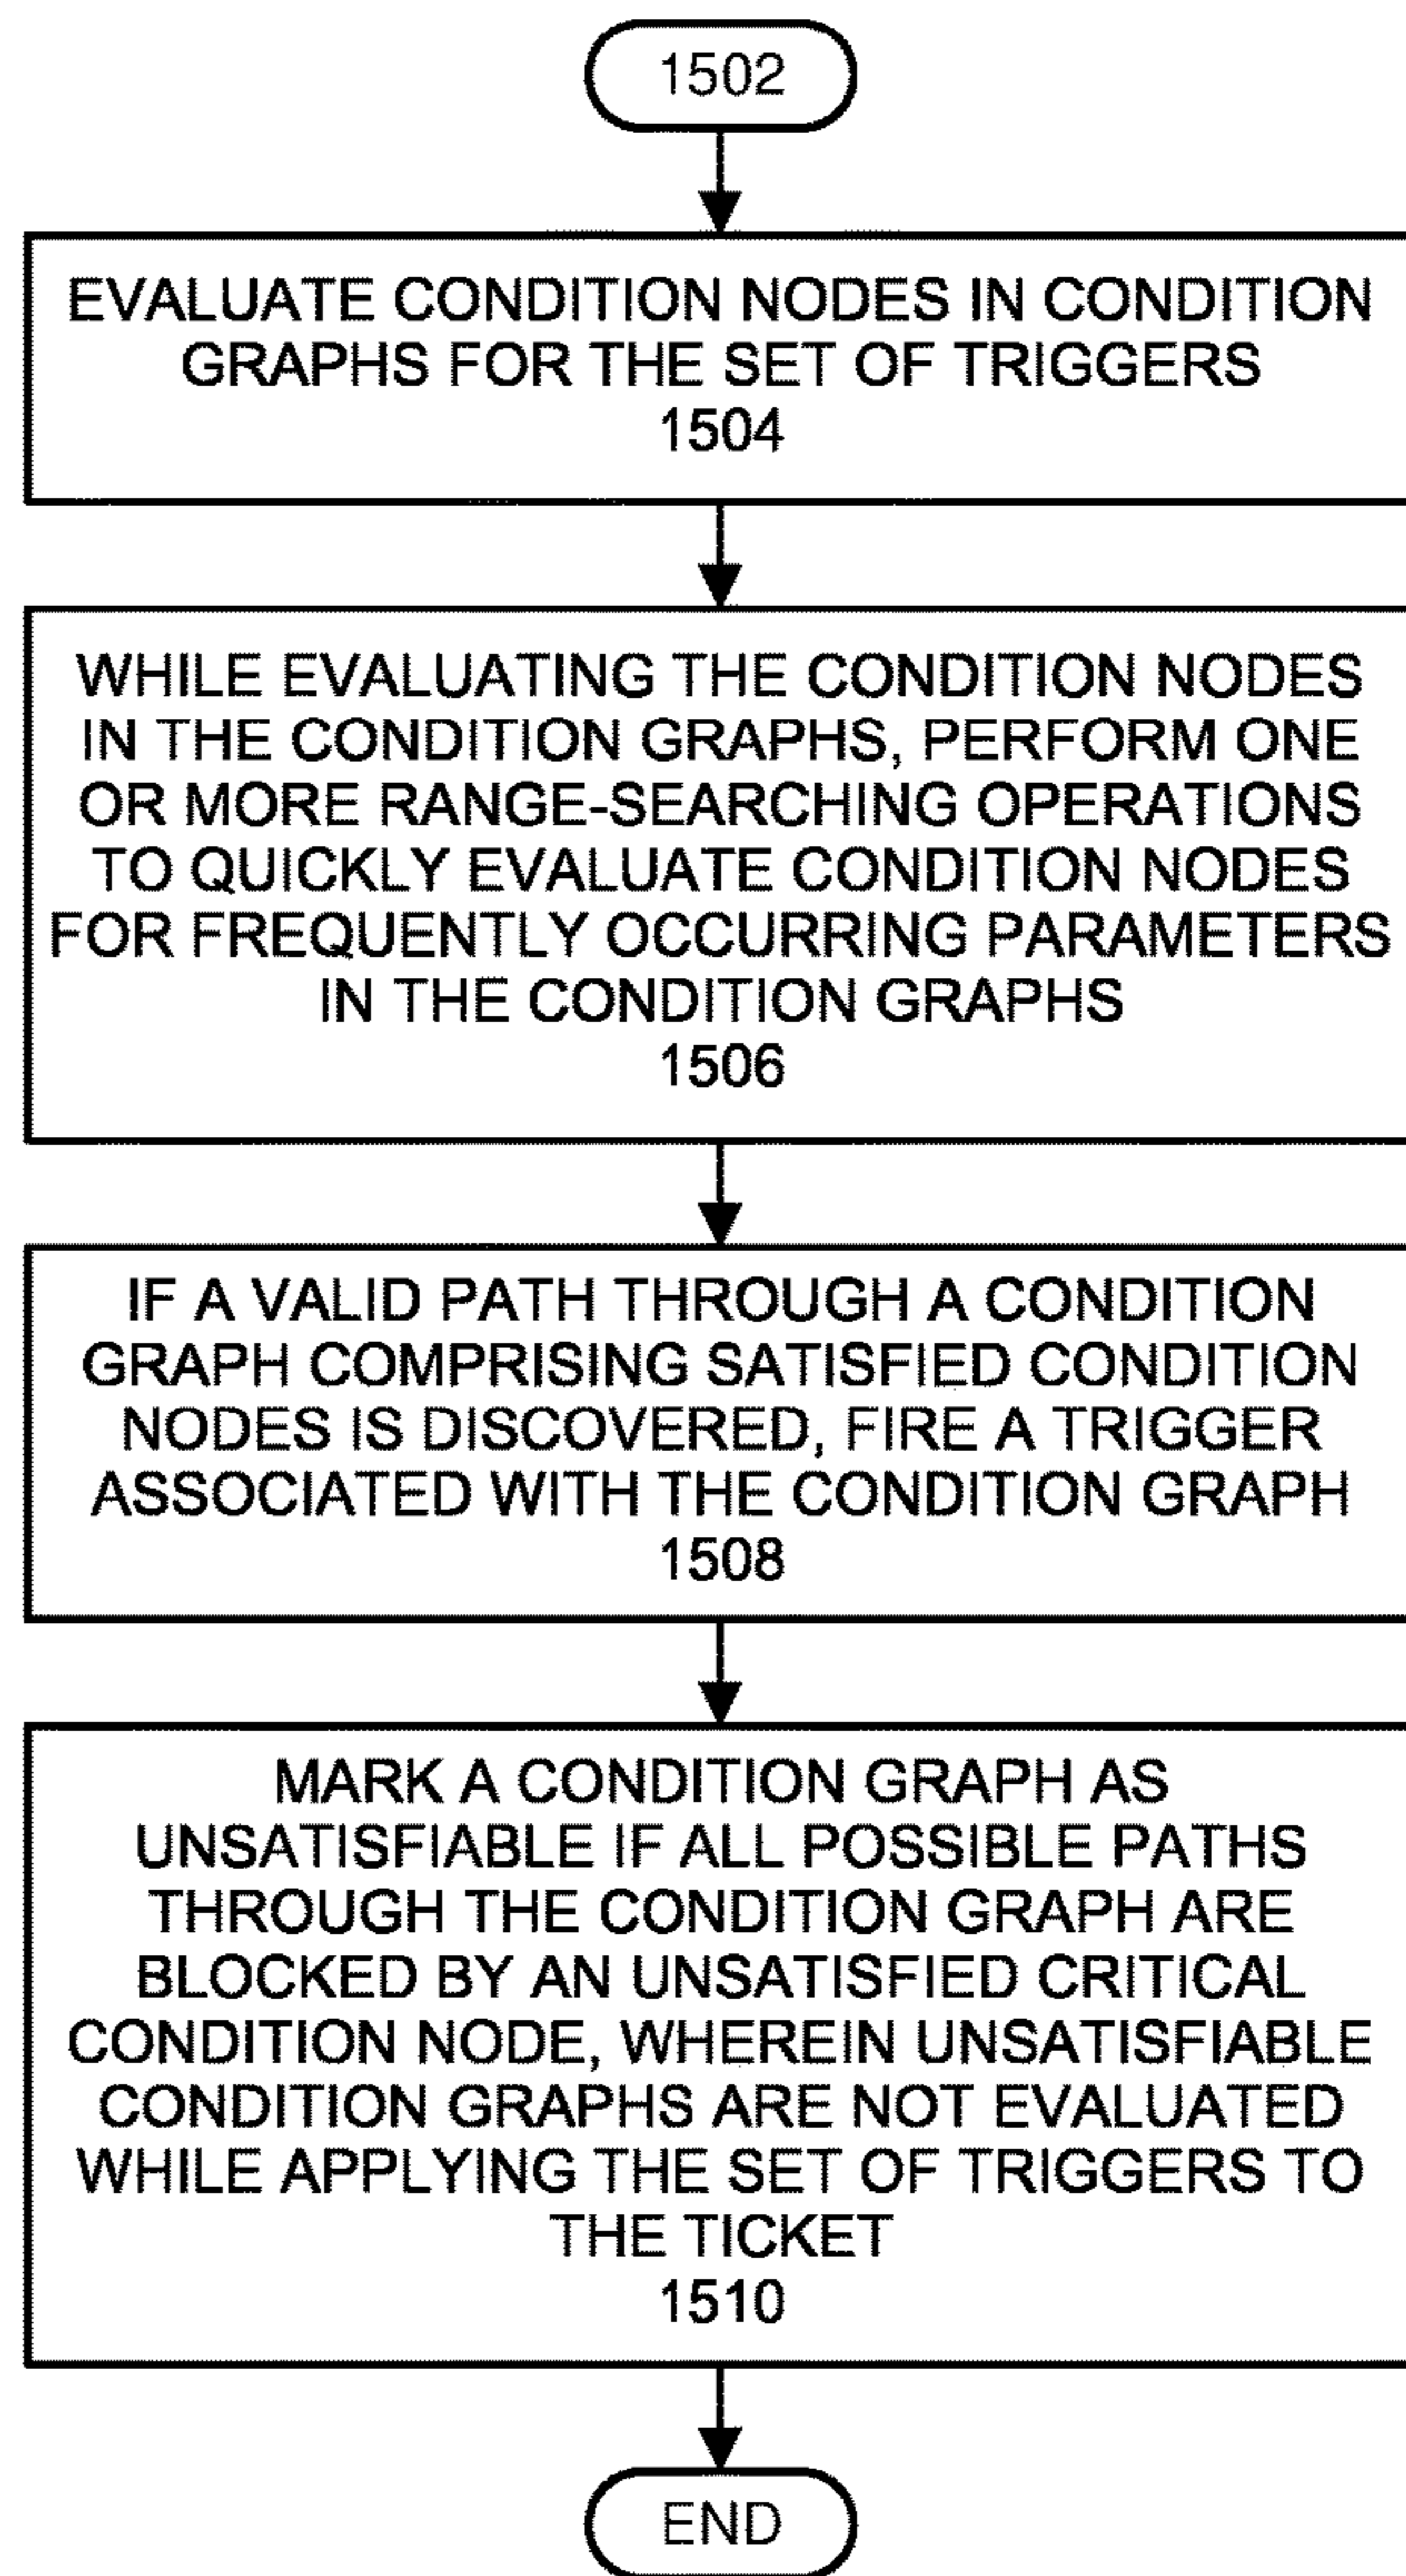 1502
EVALUATE CONDITION NODES IN CONDITION
GRAPHS FOR THE SET OF TRIGGERS
1504
WHILE EVALUATING THE CONDITION NODES
IN THE CONDITION GRAPHS, PERFORM ONE
OR MORE RANGE-SEARCHING OPERATIONS
TO QUICKLY EVALUATE CONDITION NODES
FOR FREQUENTLY OCCURRING PARAMETERS
IN THE CONDITION GRAPHS
1506
IF A VALID PATH THROUGH A CONDITION
GRAPH COMPRISING SATISFIED CONDITION
NODES IS DISCOVERED, FIRE A TRIGGER
ASSOCIATED WITH THE CONDITION GRAPH
1508
MARK A CONDITION GRAPH AS
UNSATISFIABLE IF ALL POSSIBLE PATHS
THROUGH THE CONDITION GRAPH ARE
BLOCKED BY AN UNSATISFIED CRITICAL
CONDITION NODE, WHEREIN UNSATISFIABLE
CONDITION GRAPHS ARE NOT EVALUATED
WHILE APPLYING THE SET OF TRIGGERS TO
THE TICKET
1510
END